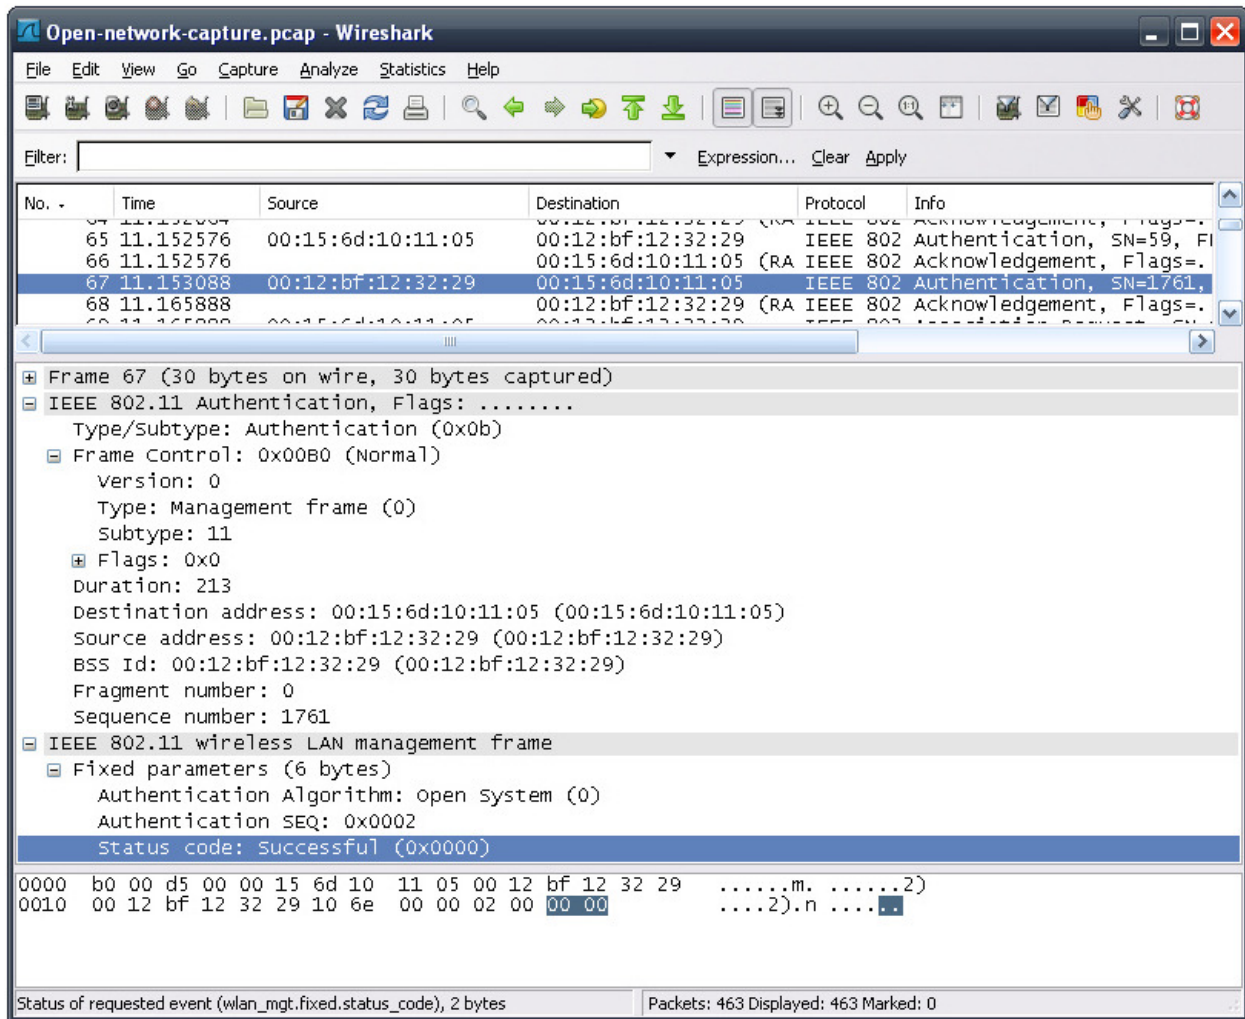 Open-network-capture.pcap - Wireshark
File Edit View Go Capture Analyze Statistics Help
Filter: Expression... Clear Apply
No. Time Source Destination Protocol Info
65 11.152576 00:15:6d:10:11:05 00:12:bf:12:32:29 IEEE 802 Authentication, SN=59,
66 11.152576 00:15:6d:10:11:05 (RA IEEE 802 Acknowledgement, Flags=.
67 11.153088 00:12:bf:12:32:29 00:15:6d:10:11:05 IEEE 802 Authentication, SN=1761,
68 11.165888 00:12:bf:12:32:29 (RA IEEE 802 Acknowledgement, Flags=.
Frame 67 (30 bytes on wire, 30 bytes captured)
IEEE 802.11 Authentication, Flags: ........
Type/Subtype: Authentication (0x0b)
Frame Control: 0x00B0 (Normal)
Version: 0
Type: Management frame (0)
Subtype: 11
Flags: 0x0
Duration: 213
Destination address: 00:15:6d:10:11:05 (00:15:6d:10:11:05)
Source address: 00:12:bf:12:32:29 (00:12:bf:12:32:29)
BSS Id: 00:12:bf:12:32:29 (00:12:bf:12:32:29)
Fragment number: 0
Sequence number: 1761
IEEE 802.11 wireless LAN management frame
Fixed parameters (6 bytes)
Authentication Algorithm: Open System (0)
Authentication SEQ: 0x0002
Status code: Successful (0x0000)
0000 b0 00 d5 00 00 15 6d 10 11 05 00 12 bf 12 32 29 ......m. ......2)
0010 00 12 bf 12 32 29 10 6e 00 00 02 00 00 00 ....2).n ......
Status of requested event (wlan_mgt.fixed.status_code), 2 bytes Packets: 463 Displayed: 463 Marked: 0